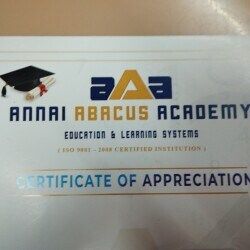 aAa
ANNAI ABACUS ACADEMY
EDUCATION & LEARNING SYSTEMS
( ISO 9001 - 2008 CERTIFIED INSTITUTION )
CERTIFICATE OF APPRECIATION